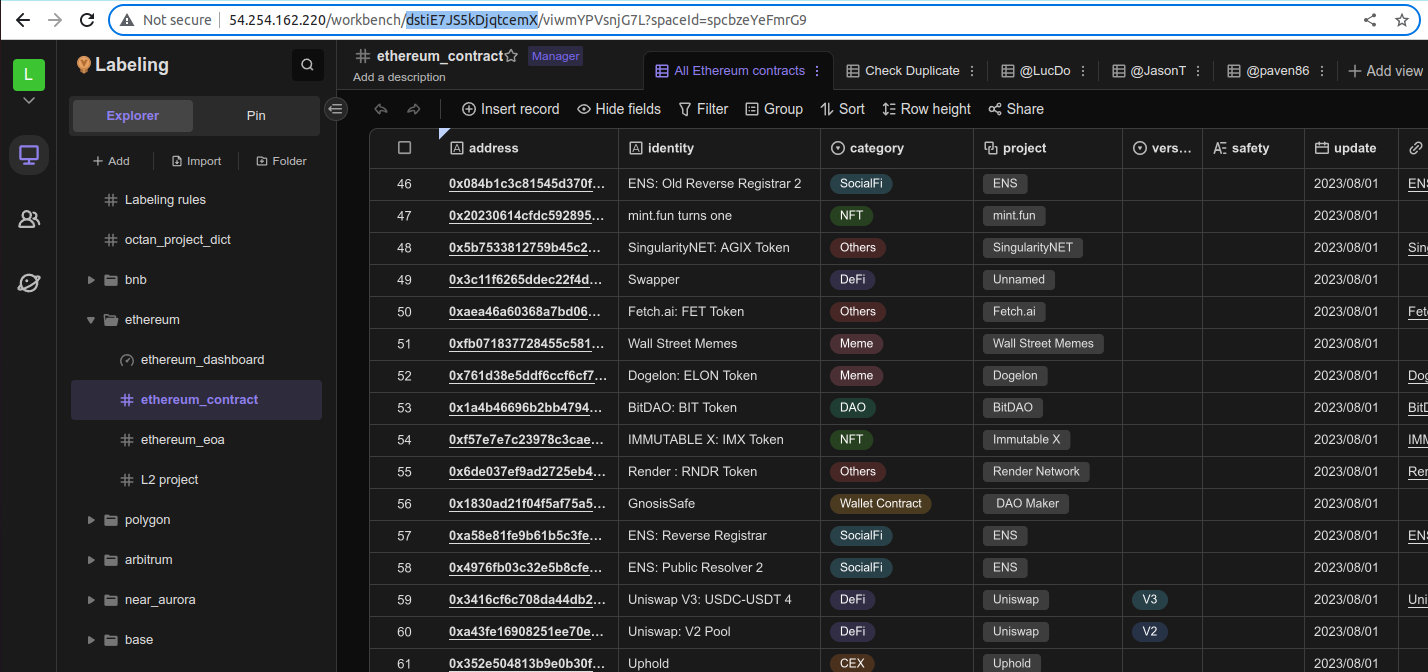 Not secure 54.254.162.220/workbench/dstiE7JS5kDjqtcemX/viwmYPVsnjG7L?spaceId=spcbzeYeFmrG9
L
Labeling
Explorer Pin
Add Import Folder
Labeling rules
octan_project_dict
bnb
ethereum
ethereum_dashboard
ethereum_contract
ethereum_eoa
L2 project
polygon
arbitrum
near_aurora
base
ethereum_contract Manager
Add a description
All Ethereum contracts Check Duplicate @LucDo @JasonT @paven86 Add view
Insert record Hide fields Filter Group Sort Row height Share
address identity category project vers... safety update
46 0x084b1c3c81545d370f... ENS: Old Reverse Registrar 2 SocialFi ENS 2023/08/01 EN
47 0x20230614cfdc592895... mint.fun turns one NFT mint.fun 2023/08/01
48 0x5b7533812759b45c2... SingularityNET: AGIX Token Others SingularityNET 2023/08/01 Sin
49 0x3c11f6265ddec22f4d... Swapper DeFi Unnamed 2023/08/01
50 0xaea46a60368a7bd06... Fetch.ai: FET Token Others Fetch.ai 2023/08/01 Fet
51 0xfb071837728455c581... Wall Street Memes Meme Wall Street Memes 2023/08/01
52 0x761d38e5ddf6ccf6cf7... Dogelon: ELON Token Meme Dogelon 2023/08/01 Dog
53 0x1a4b46696b2bb4794... BitDAO: BIT Token DAO BitDAO 2023/08/01 Bit
54 0xf57e7e7c23978c3cae... IMMUTABLE X: IMX Token NFT Immutable X 2023/08/01 IM
55 0x6de037ef9ad2725eb4... Render : RNDR Token Others Render Network 2023/08/01 Re
56 0x1830ad21f04f5af75a5... GnosisSafe Wallet Contract DAO Maker 2023/08/01
57 0xa58e81fe9b61b5c3fe... ENS: Reverse Registrar SocialFi ENS 2023/08/01 EN
58 0x4976fb03c32e5b8cfe... ENS: Public Resolver 2 SocialFi ENS 2023/08/01
59 0x3416cf6c708da44db2... Uniswap V3: USDC-USDT 4 DeFi Uniswap V3 2023/08/01 Uni
60 0xa43fe16908251ee70e... Uniswap: V2 Pool DeFi Uniswap V2 2023/08/01
61 0x352e504813b9e0b30f... Uphold CEX Uphold 2023/08/01